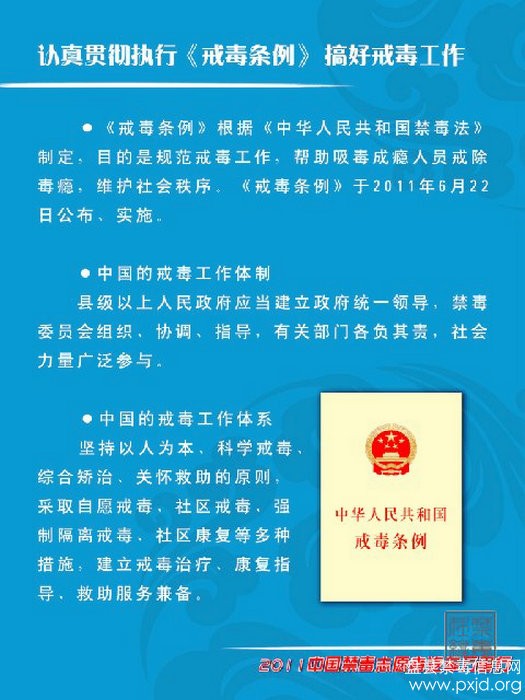 认真贯彻执行《戒毒条例》 搞好戒毒工作
●《戒毒条例》根据《中华人民共和国禁毒法》
制定，目的是规范戒毒工作，帮助吸毒成瘾人员戒除
毒瘾，维护社会秩序。《戒毒条例》于2011年6月22
日公布、实施。
●中国的戒毒工作体制
县级以上人民政府应当建立政府统一领导，禁毒
委员会组织、协调、指导，有关部门各负其责，社会
力量广泛参与。
●中国的戒毒工作体系
坚持以人为本、科学戒毒、
综合矫治、关怀救助的原则，
采取自愿戒毒、社区戒毒、强
制隔离戒毒、社区康复等多种
措施，建立戒毒治疗、康复指
导、救助服务兼备。
中华人民共和国
戒毒条例
2011中国禁毒志愿者
禁毒信息网
www.pxjd.org